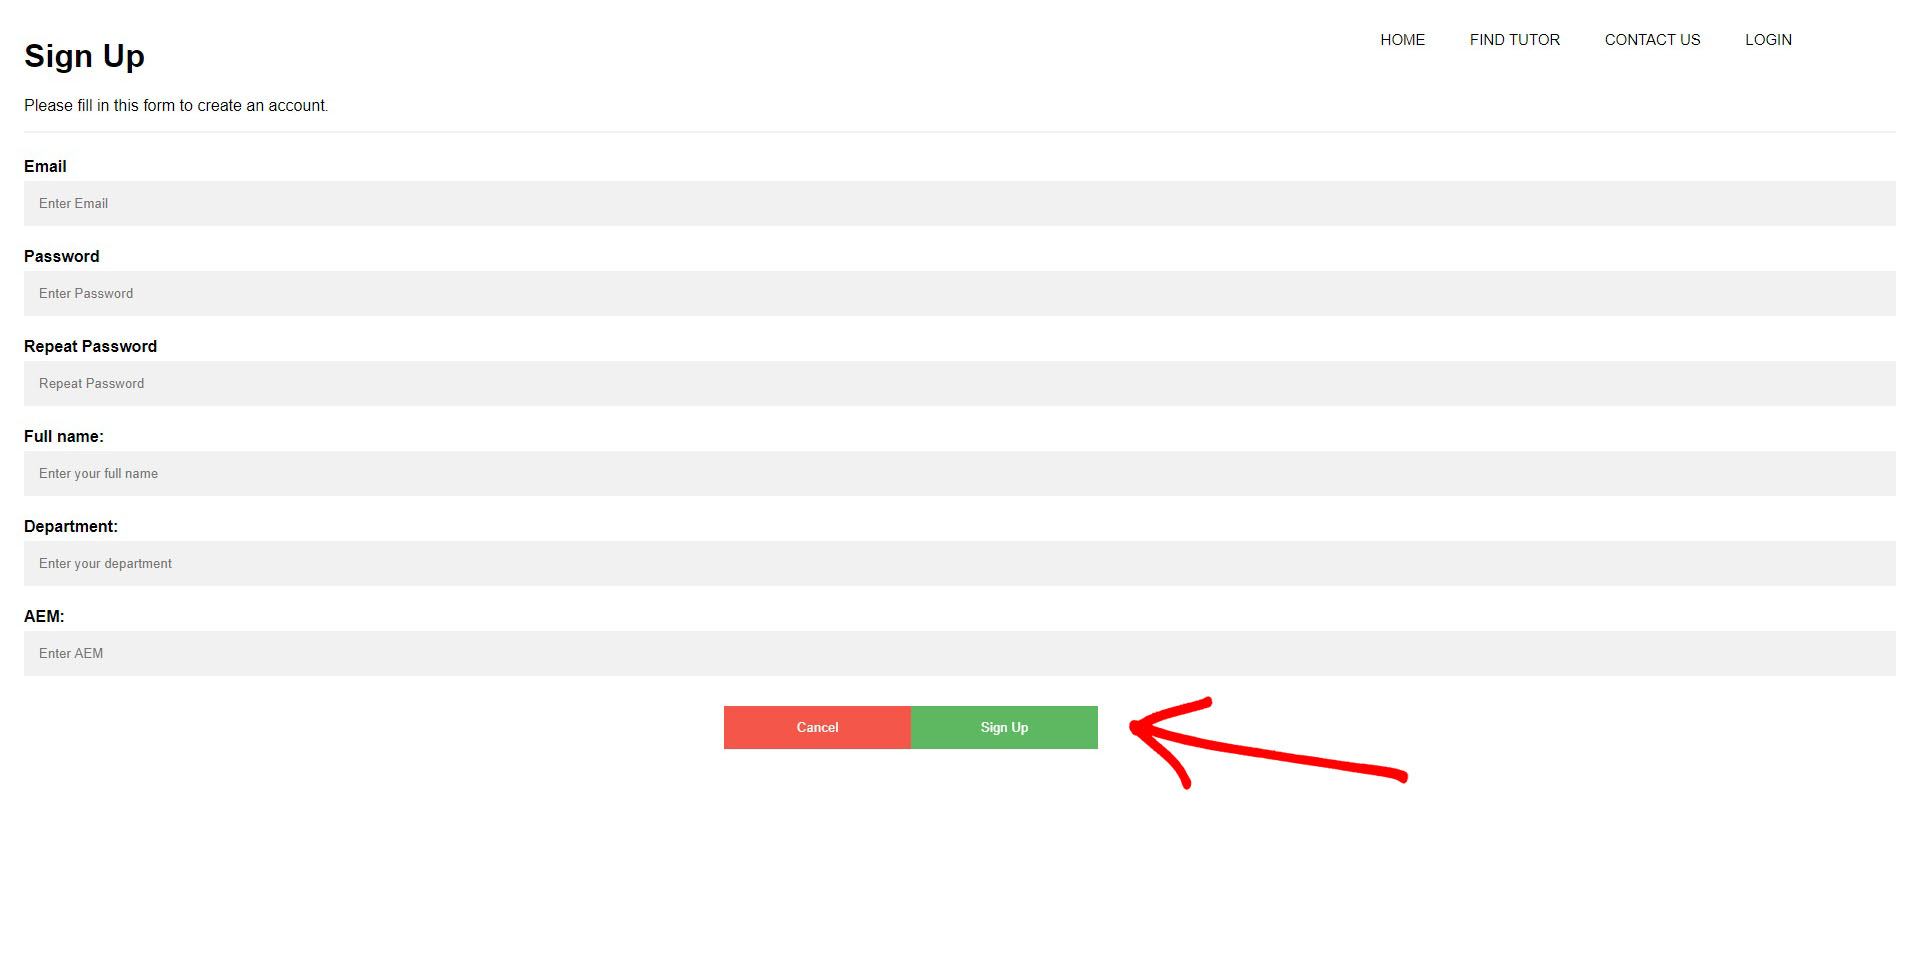 HOME FIND TUTOR CONTACT US LOGIN
Sign Up
Please fill in this form to create an account.
Email
Enter Email
Password
Enter Password
Repeat Password
Repeat Password
Full name:
Enter your full name
Department:
Enter your department
AEM:
Enter AEM
Cancel Sign Up